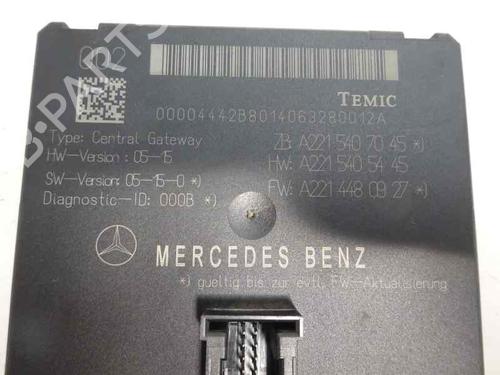 002
TEMIC
00004442B8014063280012A
Type: Central Gateway
ZB: A221 540 70 45 *)
HW-Version : 05-15
HW: A221 540 54 45
SW-Version: 05-15-0 *)
FW: A221 448 09 27 *)
Diagnostic-ID: 000B *)
MERCEDES BENZ
*) gueltig bis zur evtl. FW-Aktualisierung
B-PARTS